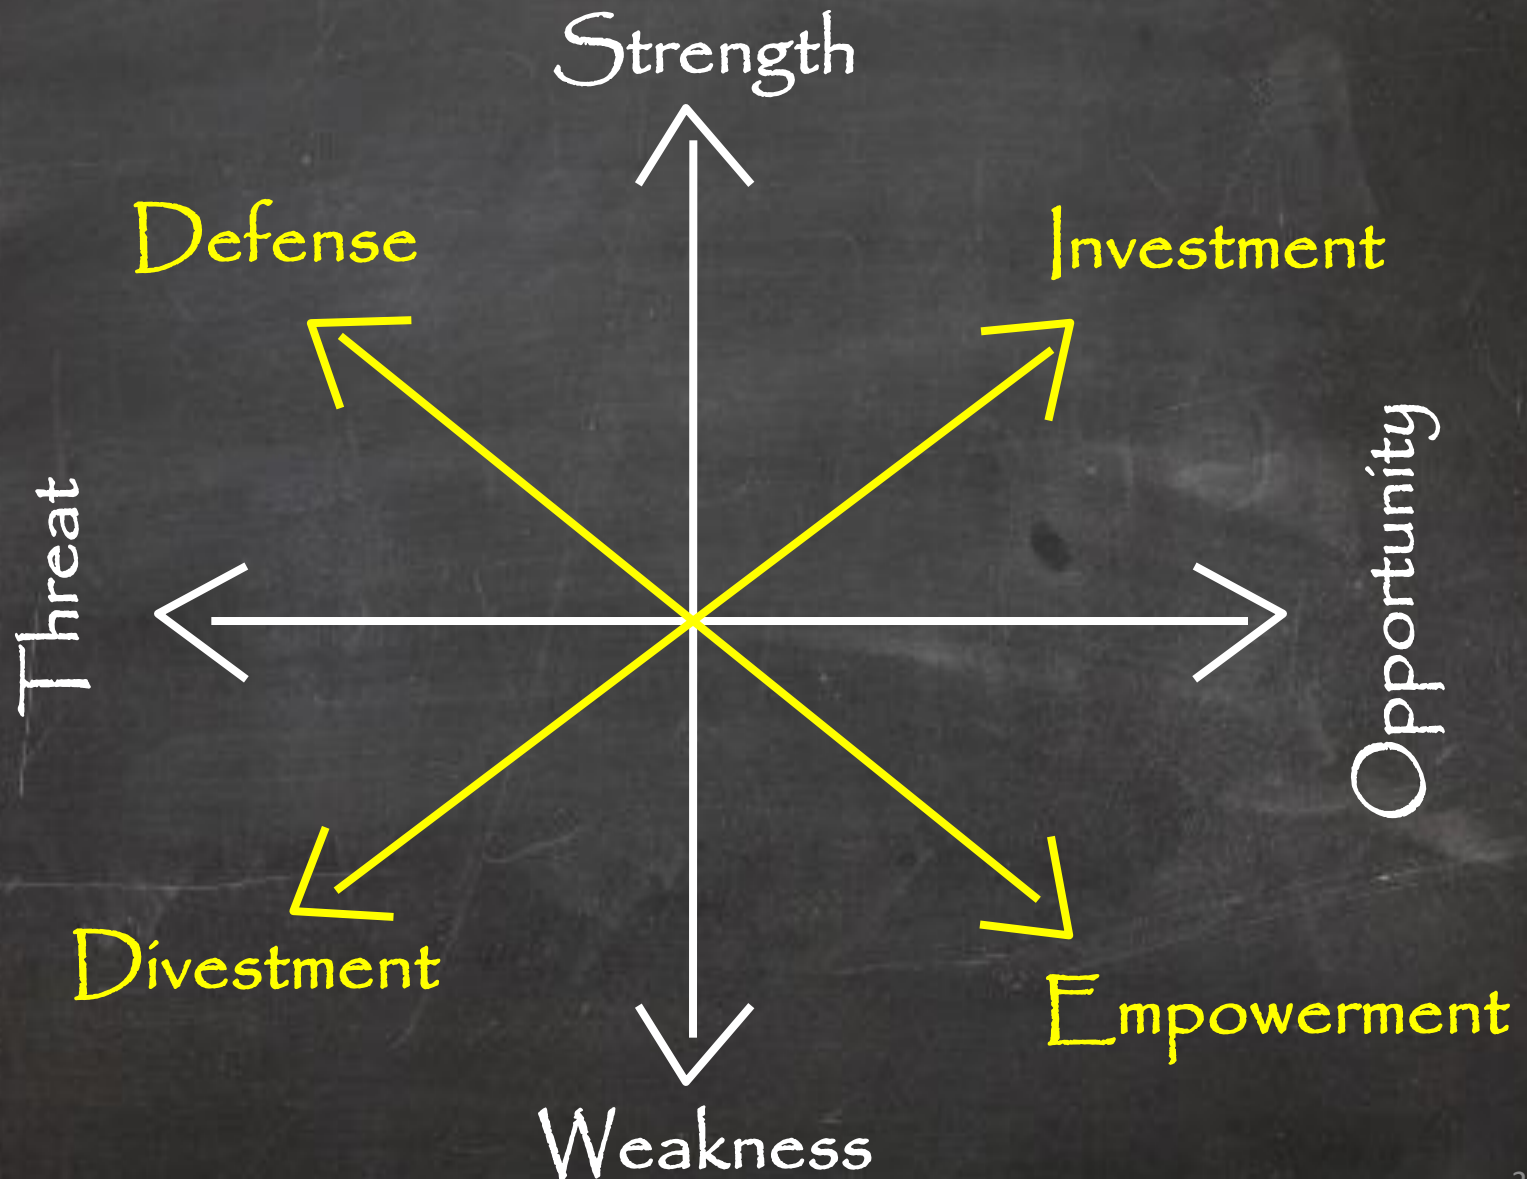 Strength
Defense
Investment
Threat
Opportunity
Divestment
Empowerment
Weakness